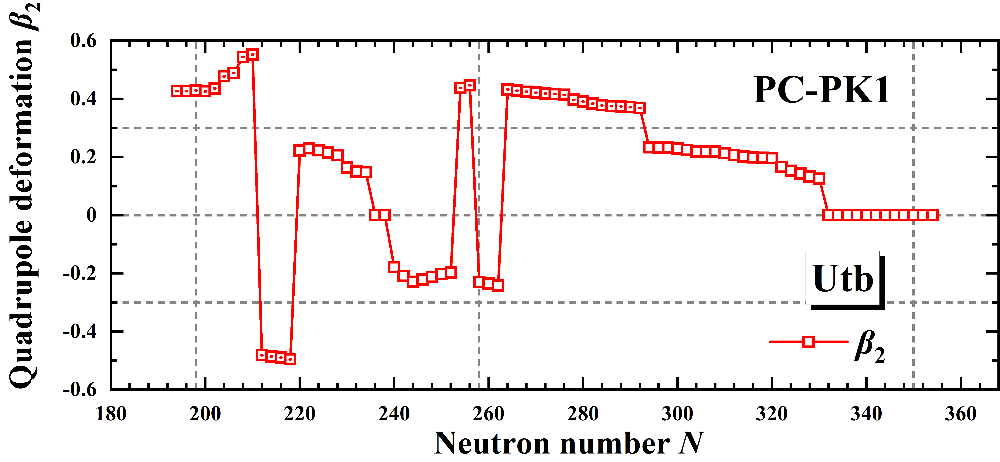 Quadrupole deformation β2
0.6
0.4
0.2
0
-0.2
-0.4
-0.6
PC-PK1
Utb
β2
180 200 220 240 260 280 300 320 340 360
Neutron number N